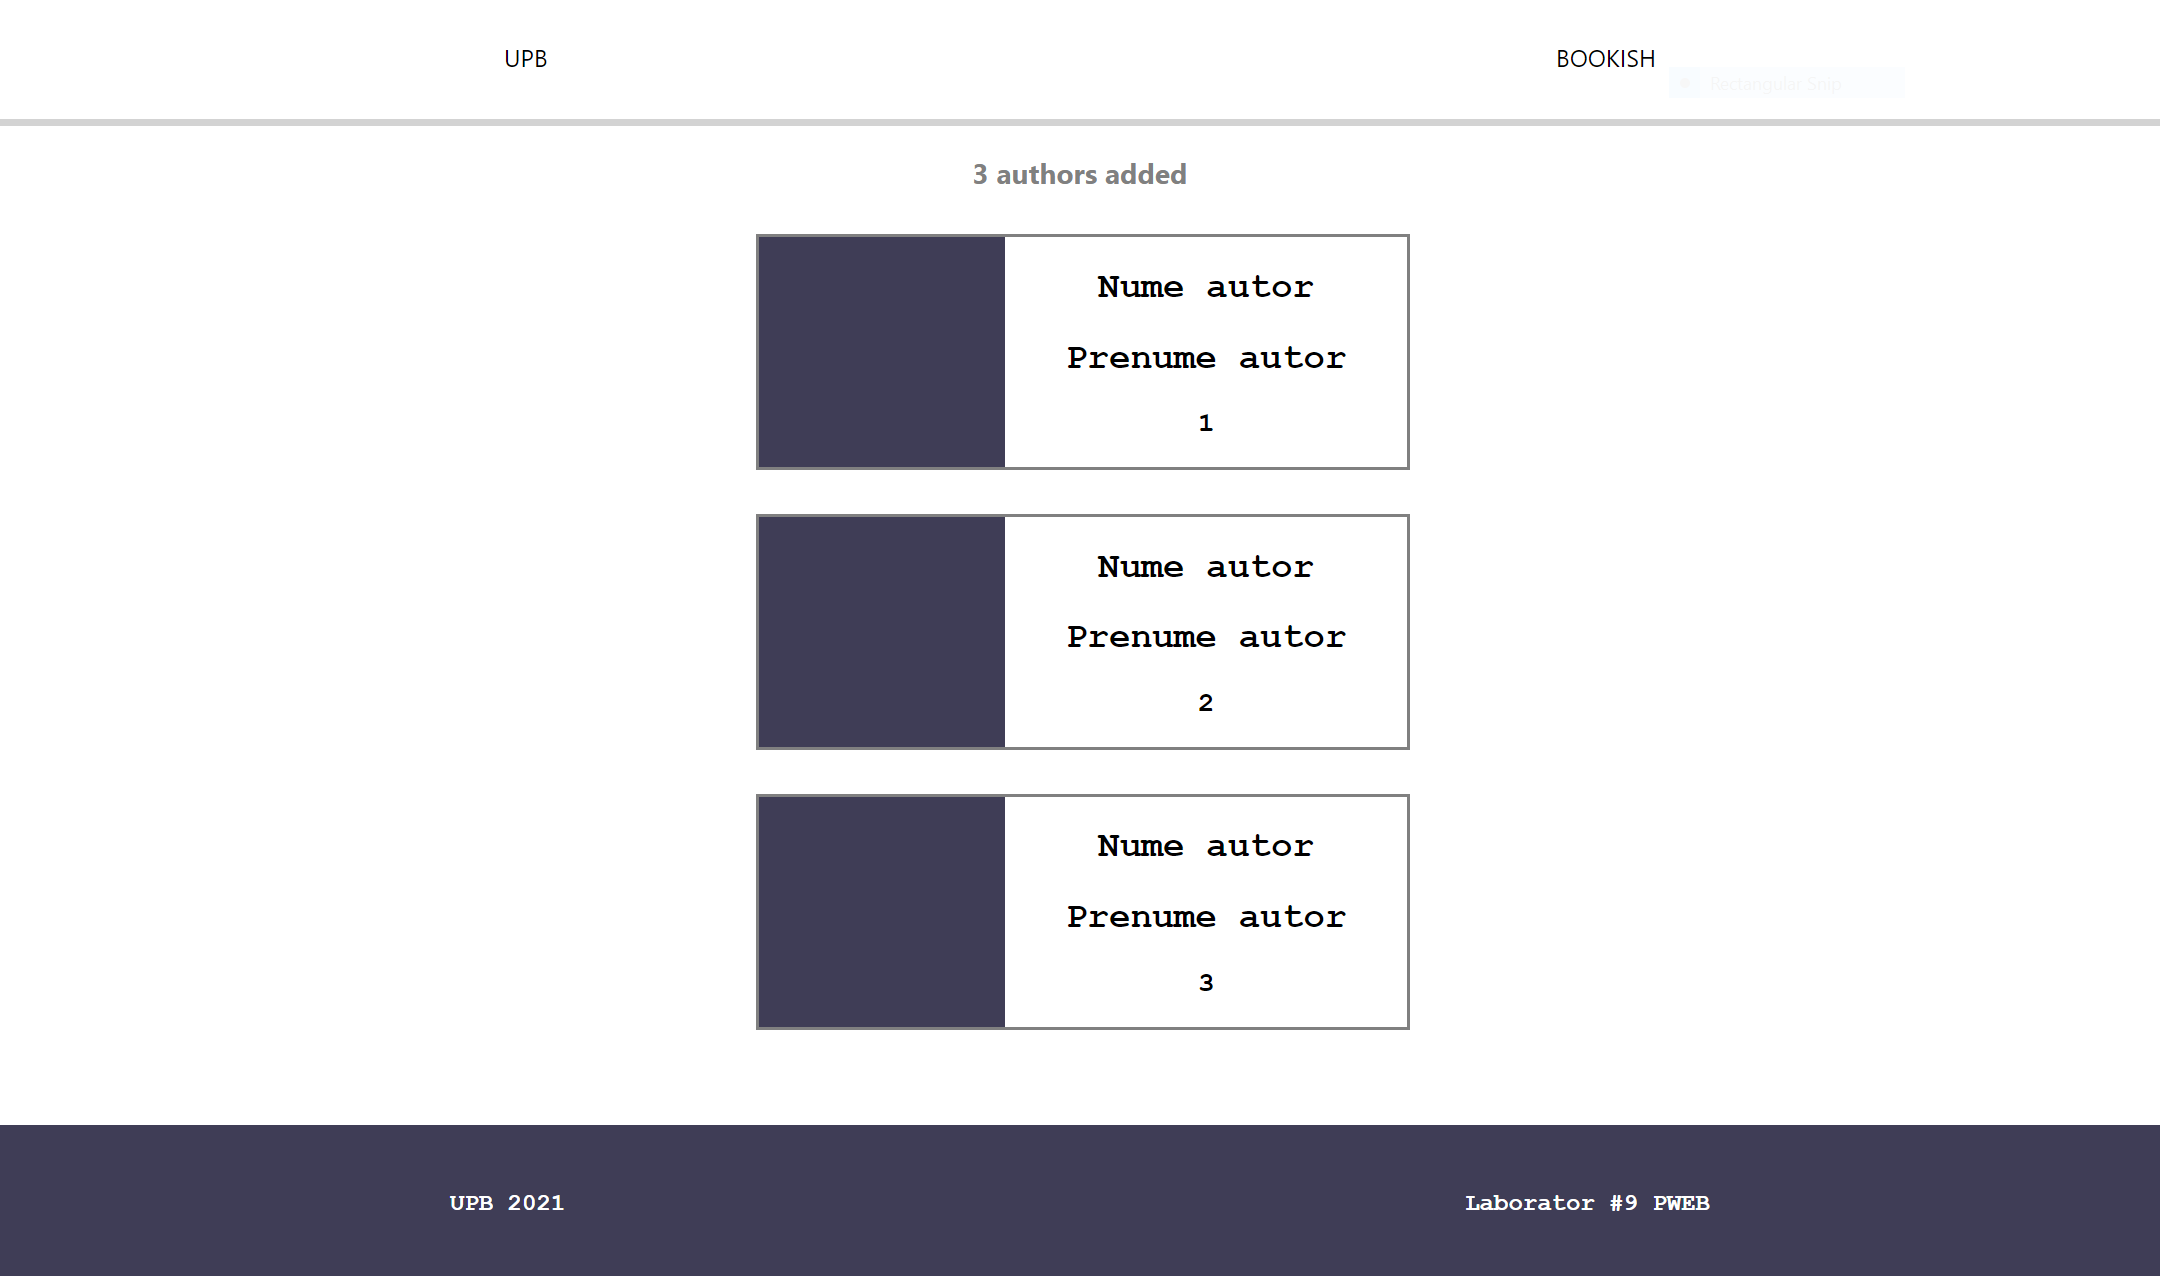 UPB
BOOKISH
Rectangular Snip
3 authors added
Nume autor
Prenume autor
1
Nume autor
Prenume autor
2
Nume autor
Prenume autor
3
UPB 2021
Laborator #9 PWEB